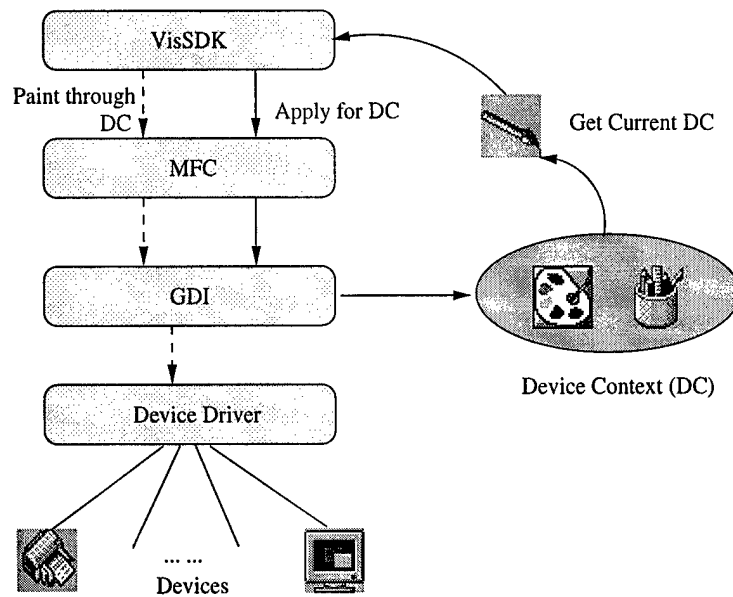 VisSDK
Paint through
DC
Apply for DC
Get Current DC
MFC
GDI
Device Context (DC)
Device Driver
... ...
Devices